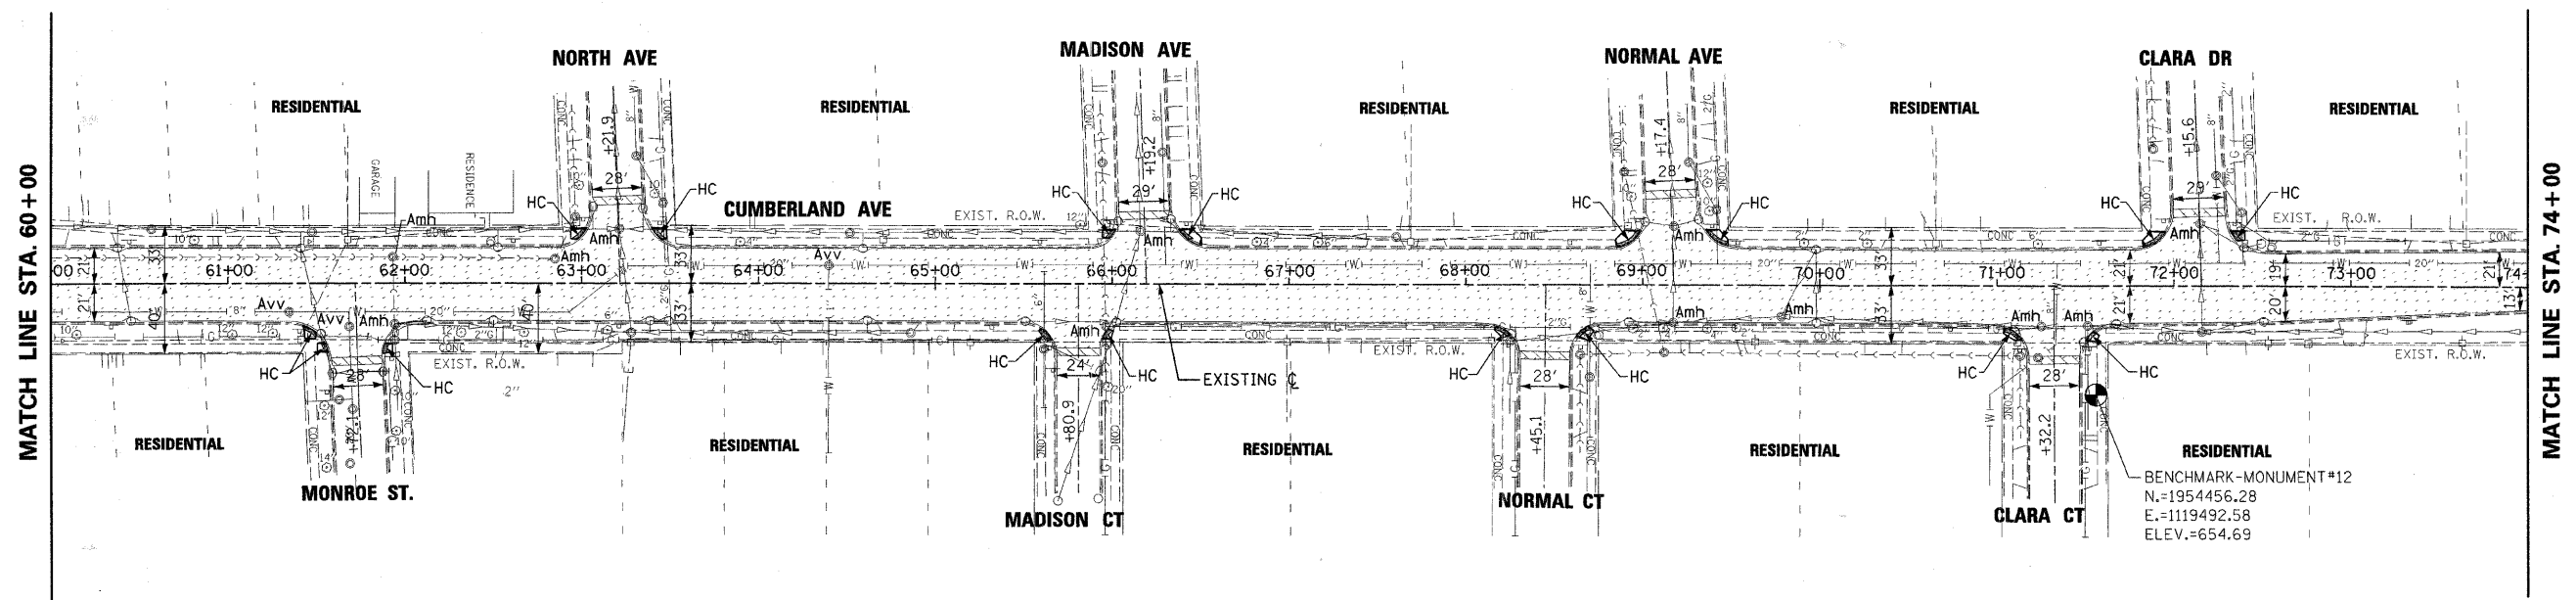 MATCH LINE STA. 60+00
NORTH AVE
MADISON AVE
NORMAL AVE
CLARA DR
RESIDENTIAL
RESIDENTIAL
RESIDENTIAL
RESIDENTIAL
RESIDENTIAL
GARAGE
RESIDENCE
+21.9
+19.2
+17.4
+15.6
28'
29'
28'
29'
HC
HC
HC
HC
HC
HC
HC
HC
CUMBERLAND AVE
EXIST. R.O.W.
EXIST. R.O.W.
Amh
Amh
Amh
Amh
Amh
Amh
Avv
33'
21'
33'
33'
21'
19'
21'
00
61+00
62+00
63+00
64+00
65+00
66+00
67+00
68+00
69+00
70+00
71+00
72+00
73+00
74+
21'
40'
40'
33'
33'
21'
20'
13'
Avv
Avv
Amh
Amh
Amh
Amh
Amh
Amh
HC
HC
HC
HC
HC
HC
HC
HC
EXIST. R.O.W.
EXIST. R.O.W.
EXIST. R.O.W.
28'
24'
28'
28'
EXISTING ℄
+80.9
+45.1
+32.2
RESIDENTIAL
RESIDENTIAL
RESIDENTIAL
RESIDENTIAL
RESIDENTIAL
MONROE ST.
MADISON CT
NORMAL CT
CLARA CT
BENCHMARK-MONUMENT#12
N.=1954456.28
E.=1119492.58
ELEV.=654.69
MATCH LINE STA. 74+00